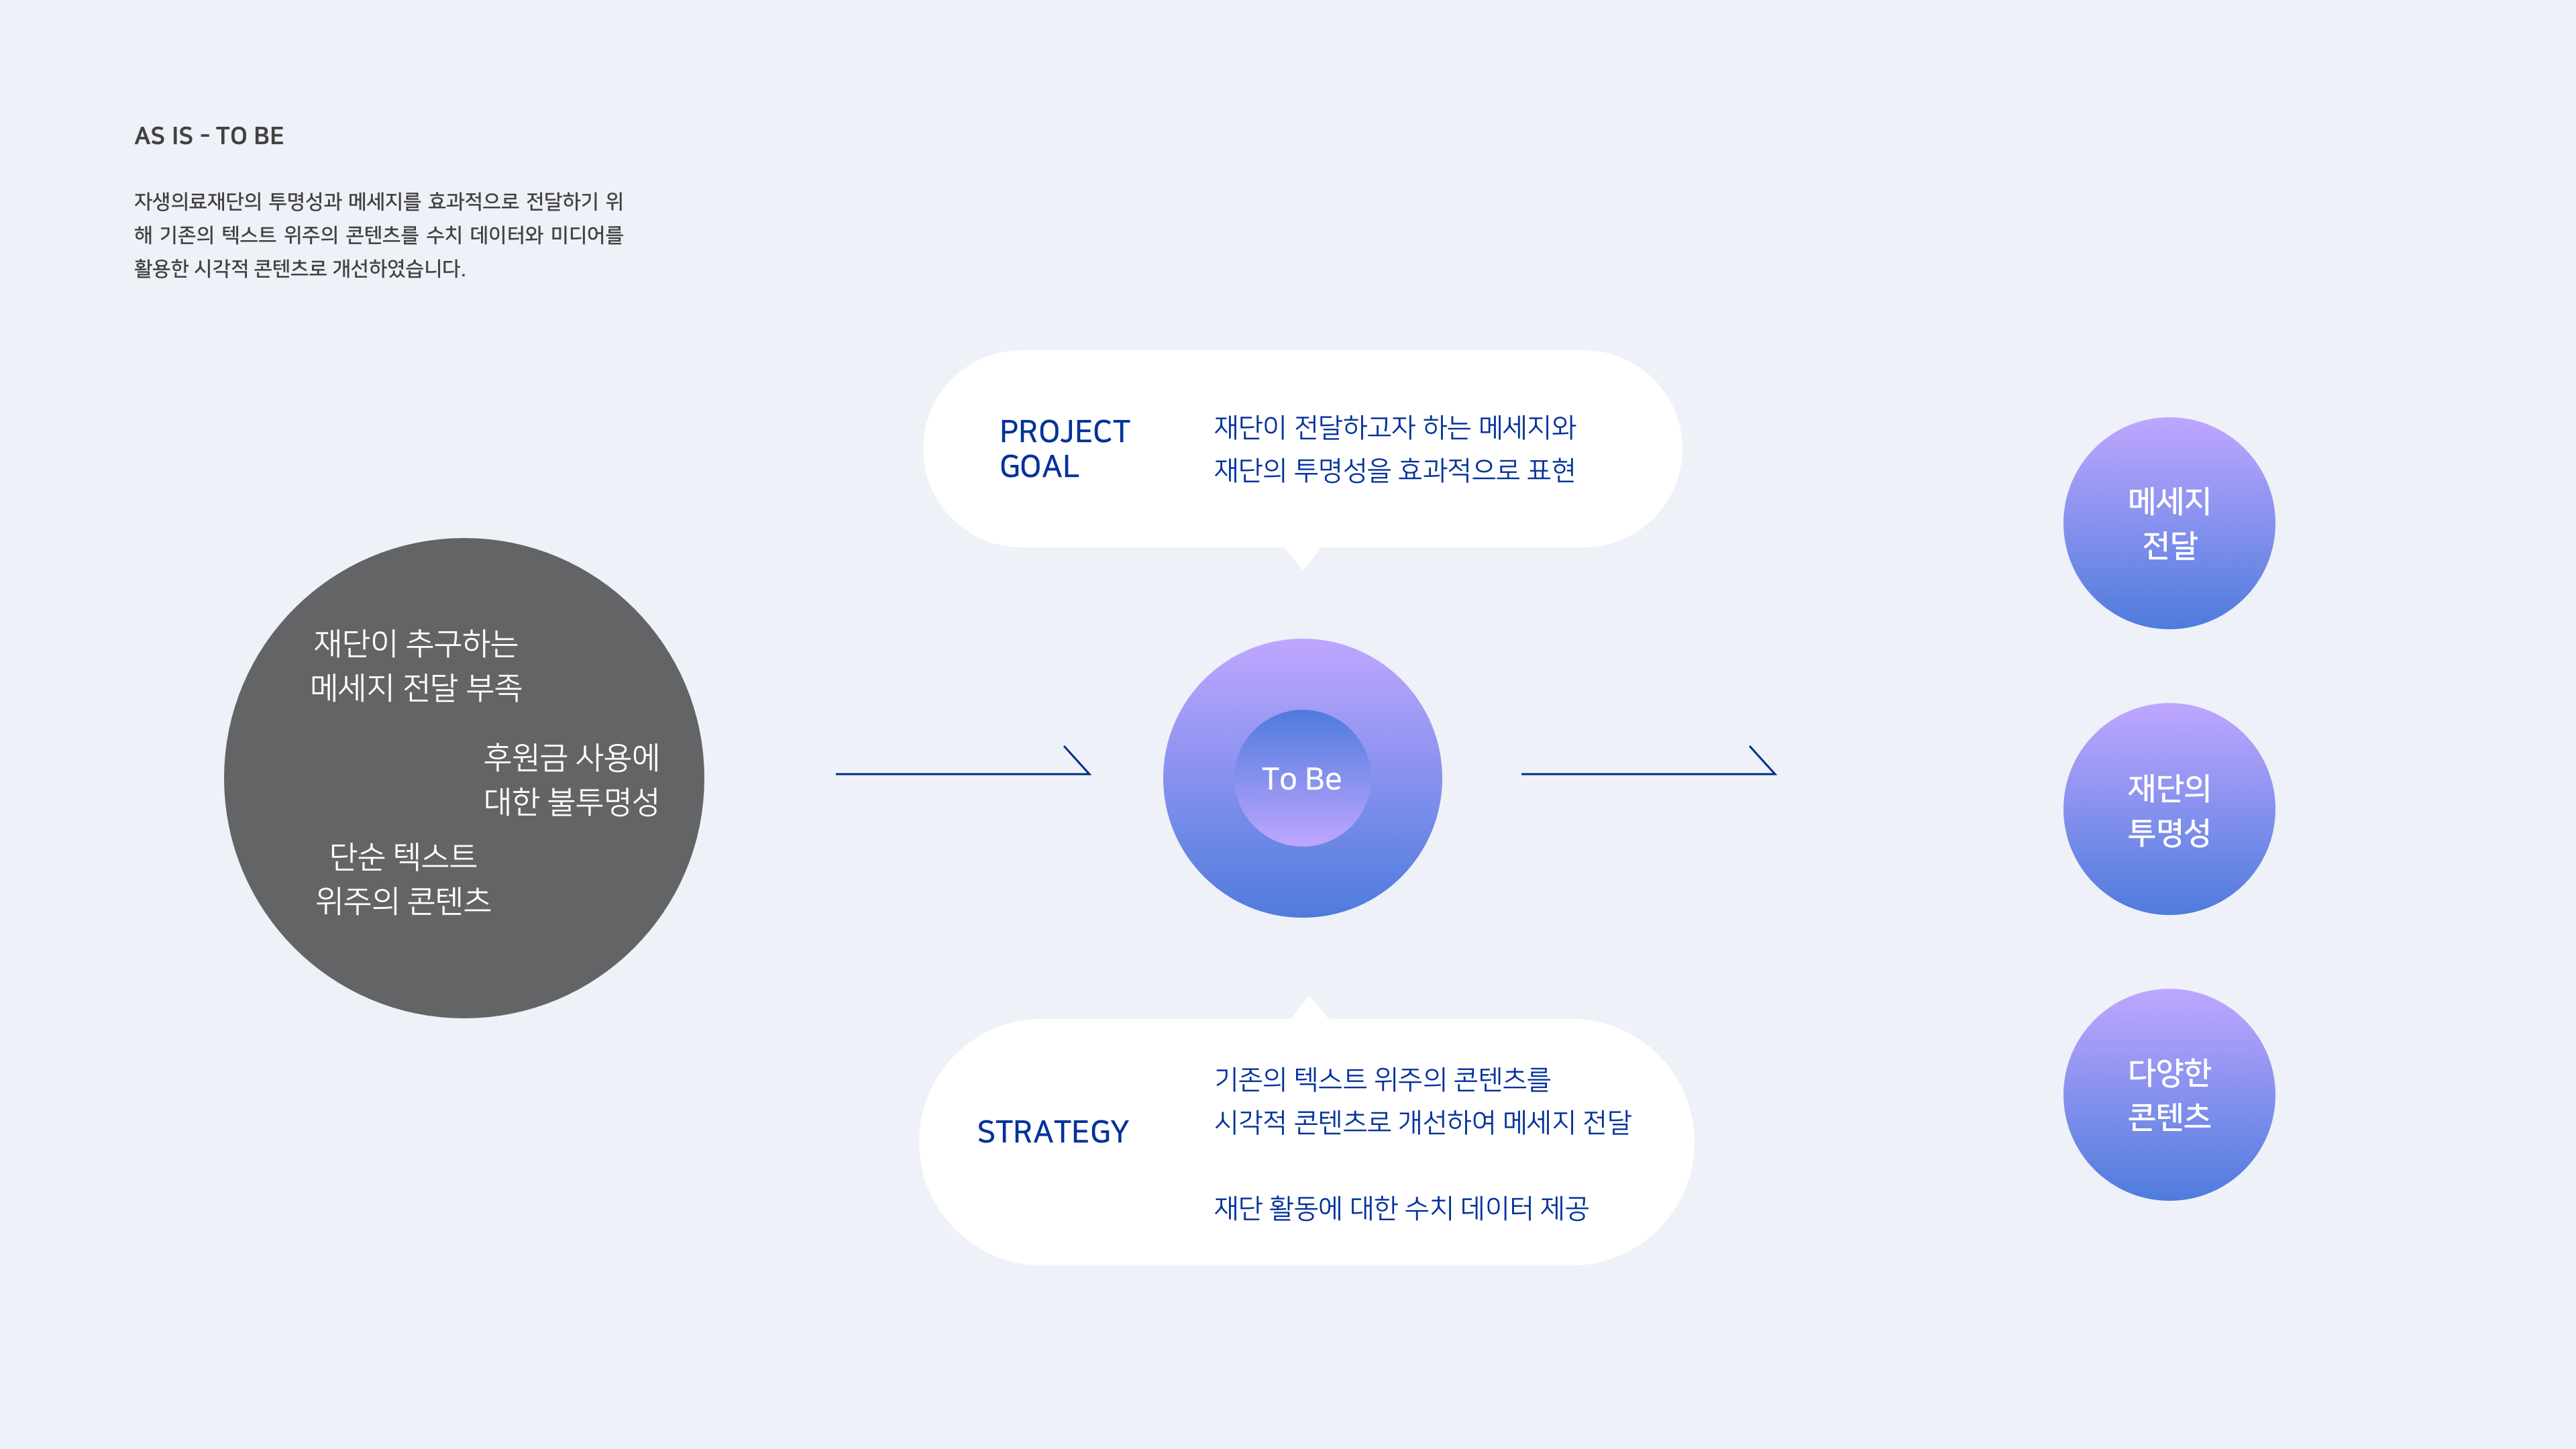 AS IS - TO BE
자생의료재단의 투명성과 메세지를 효과적으로 전달하기 위
해 기존의 텍스트 위주의 콘텐츠를 수치 데이터와 미디어를
활용한 시각적 콘텐츠로 개선하였습니다.
재단이 추구하는
메세지 전달 부족
후원금 사용에
대한 불투명성
단순 텍스트
위주의 콘텐츠
PROJECT
GOAL
재단이 전달하고자 하는 메세지와
재단의 투명성을 효과적으로 표현
To Be
STRATEGY
기존의 텍스트 위주의 콘텐츠를
시각적 콘텐츠로 개선하여 메세지 전달
재단 활동에 대한 수치 데이터 제공
메세지
전달
재단의
투명성
다양한
콘텐츠